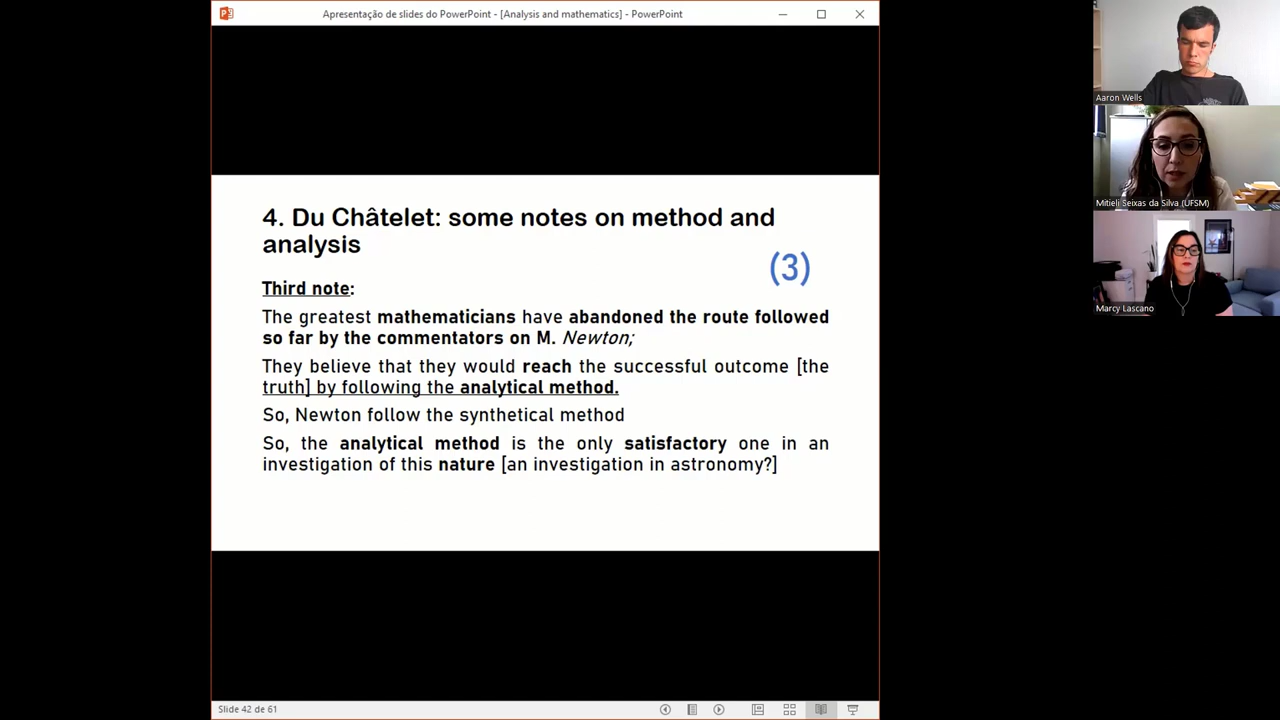 Apresentação de slides do PowerPoint - [Analysis and mathematics] - PowerPoint
4. Du Châtelet: some notes on method and
analysis
(3)
Third note:
The greatest mathematicians have abandoned the route followed
so far by the commentators on M. Newton;
They believe that they would reach the successful outcome [the
truth] by following the analytical method.
So, Newton follow the synthetical method
So, the analytical method is the only satisfactory one in an
investigation of this nature [an investigation in astronomy?]
Slide 42 de 61
Aaron Wells
Mitieli Seixas da Silva (UFSM)
Marcy Lascano